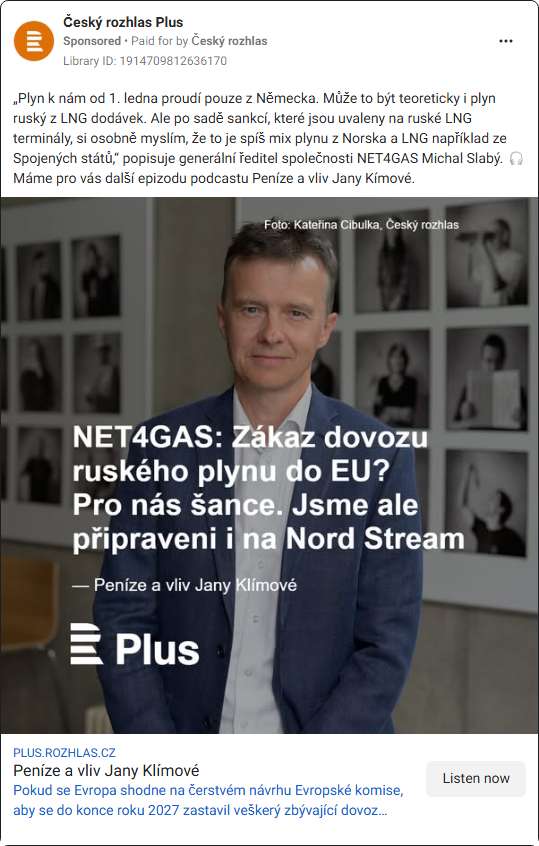 Český rozhlas Plus
Sponsored • Paid for by Český rozhlas
Library ID: 1914709812636170
„Plyn k nám od 1. ledna proudí pouze z Německa. Může to být teoreticky i plyn
ruský z LNG dodávek. Ale po sadě sankcí, které jsou uvaleny na ruské LNG
terminály, si osobně myslím, že to je spíš mix plynu z Norska a LNG například ze
Spojených států,“ popisuje generální ředitel společnosti NET4GAS Michal Slabý. 🎧
Máme pro vás další epizodu podcastu Peníze a vliv Jany Kímové.
Foto: Kateřina Cibulka, Český rozhlas
NET4GAS: Zákaz dovozu
ruského plynu do EU?
Pro nás šance. Jsme ale
připraveni i na Nord Stream
— Peníze a vliv Jany Klímové
Plus
PLUS.ROZHLAS.CZ
Peníze a vliv Jany Klímové
Listen now
Pokud se Evropa shodne na čerstvém návrhu Evropské komise,
aby se do konce roku 2027 zastavil veškerý zbývající dovoz…